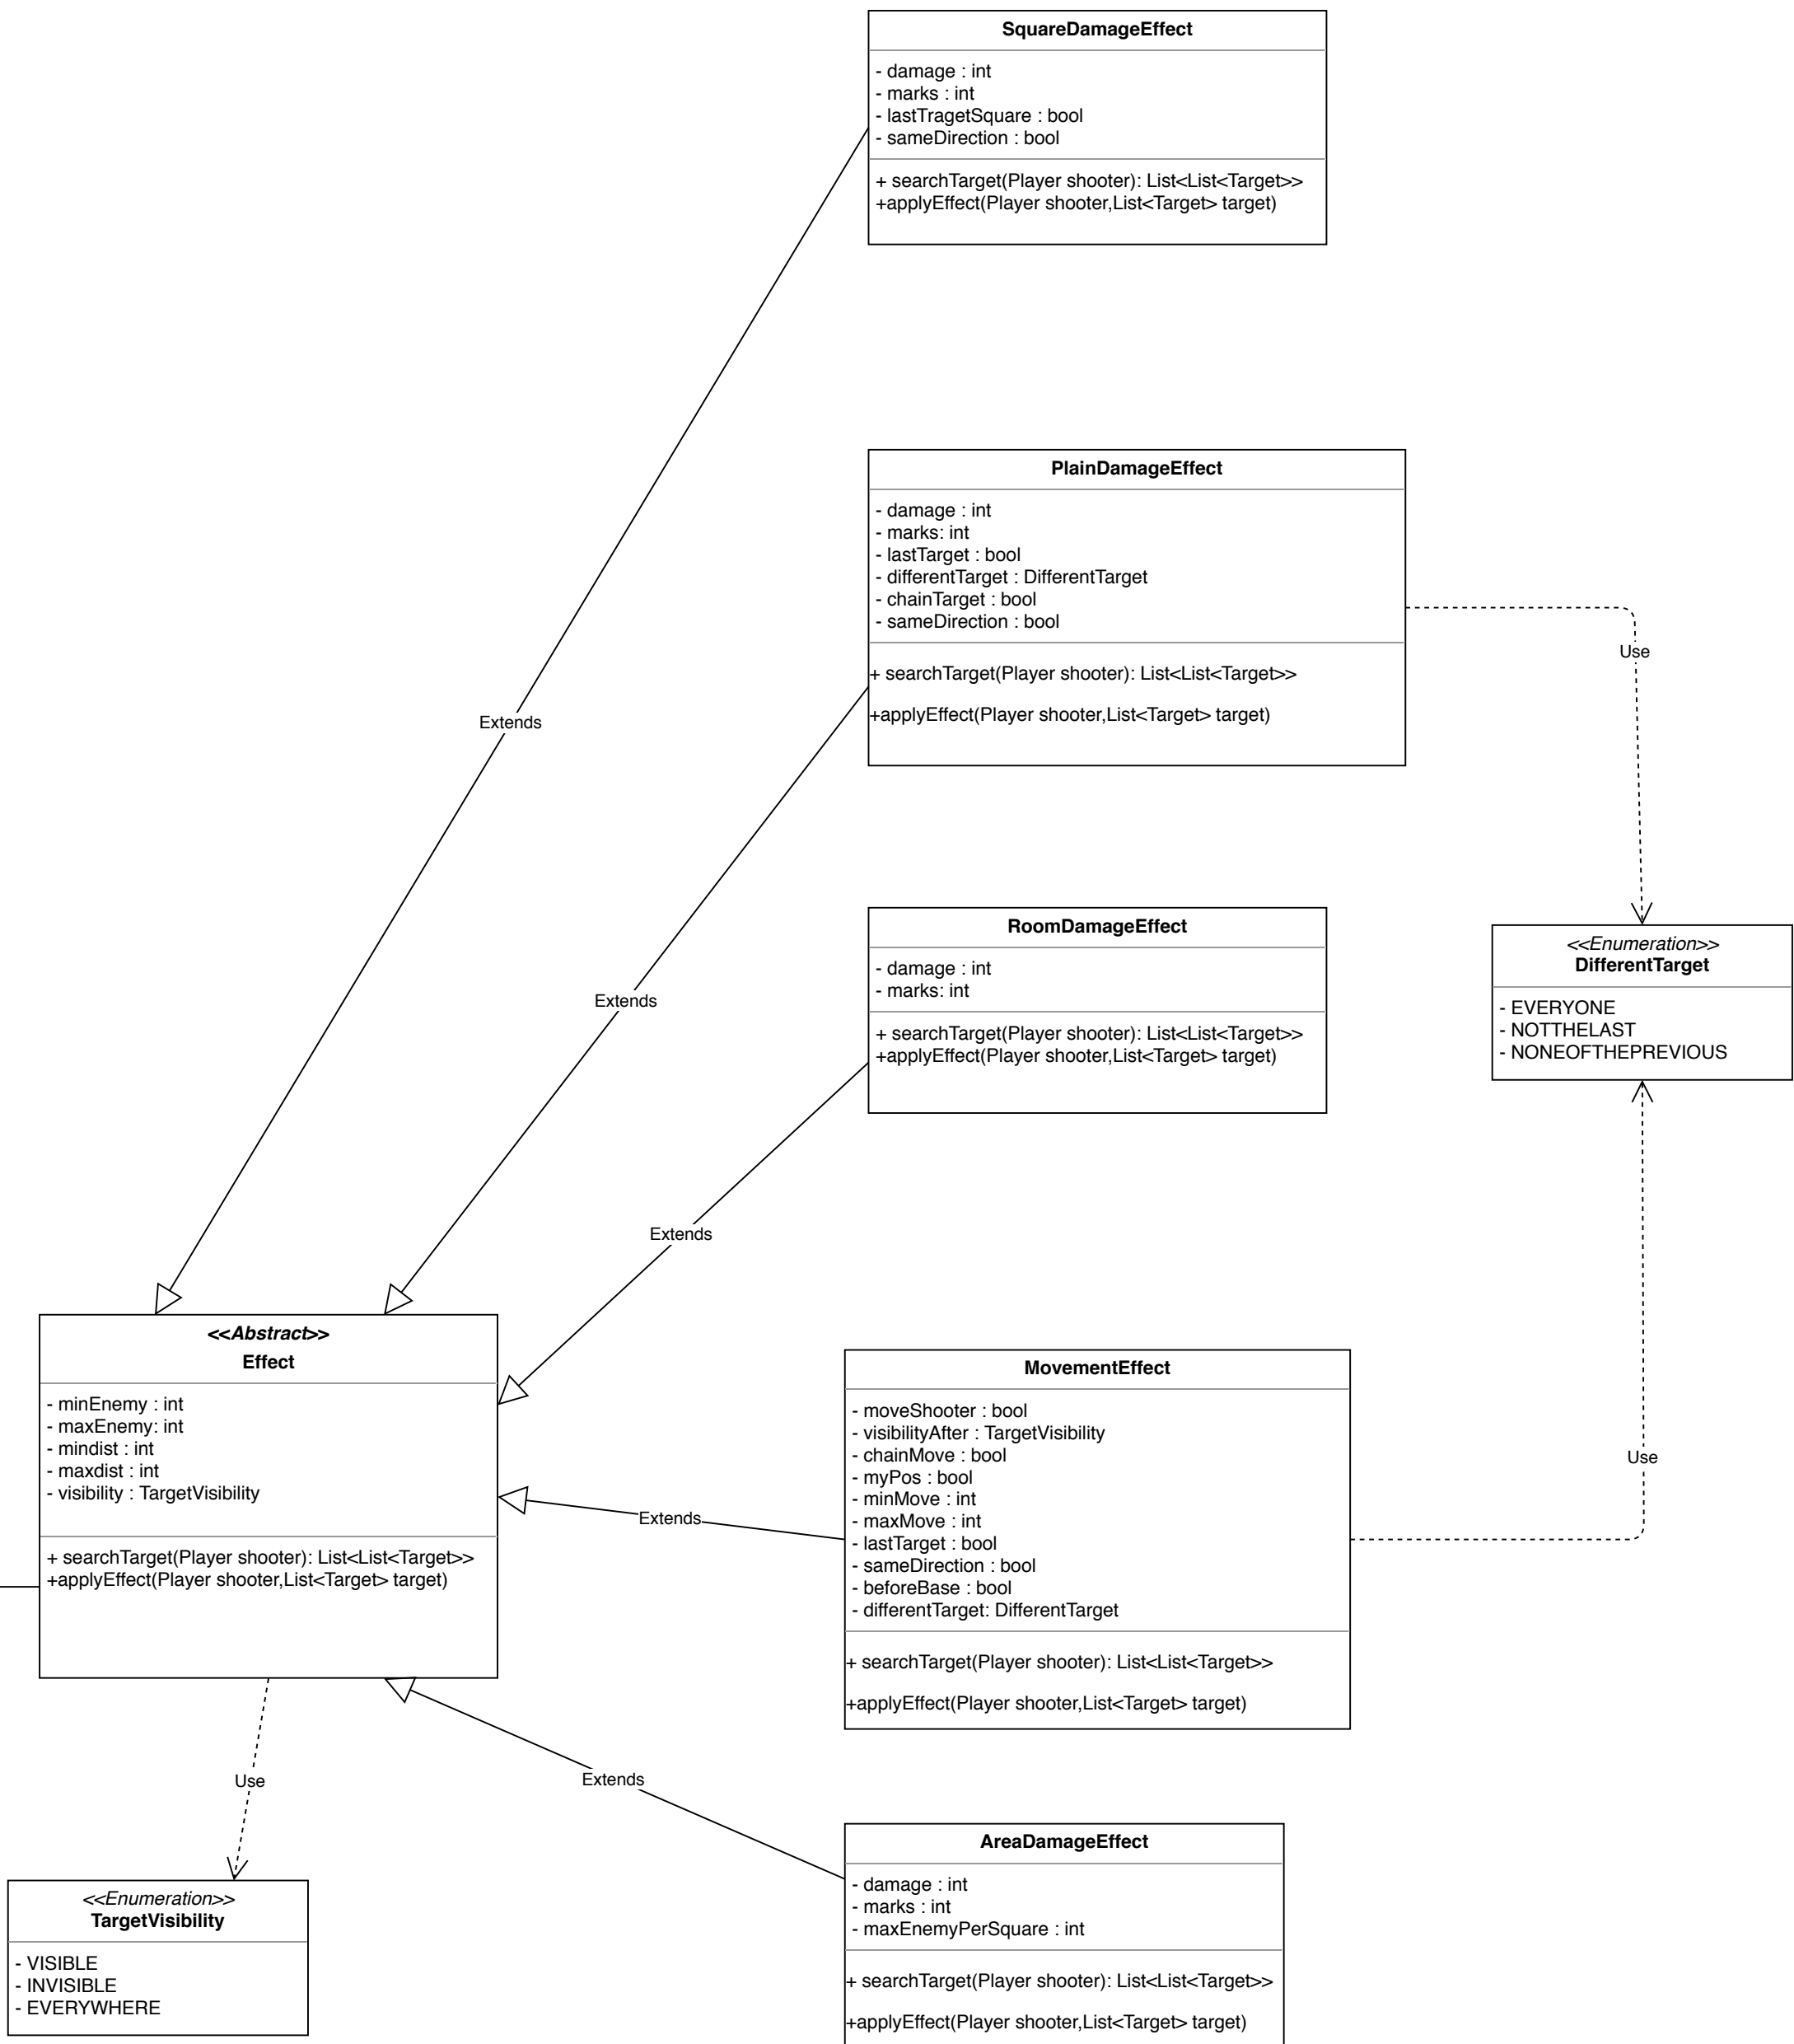 SquareDamageEffect
- damage : int
- marks : int
- lastTragetSquare : bool
- sameDirection : bool
+ searchTarget(Player shooter): List<List<Target>>
+applyEffect(Player shooter,List<Target> target)
PlainDamageEffect
- damage : int
- marks: int
- lastTarget : bool
- differentTarget : DifferentTarget
- chainTarget : bool
- sameDirection : bool
+ searchTarget(Player shooter): List<List<Target>>
+applyEffect(Player shooter,List<Target> target)
Use
Extends
RoomDamageEffect
- damage : int
- marks: int
+ searchTarget(Player shooter): List<List<Target>>
+applyEffect(Player shooter,List<Target> target)
<<Enumeration>>
DifferentTarget
- EVERYONE
- NOTTHELAST
- NONEOFTHEPREVIOUS
Extends
Extends
<<Abstract>>
Effect
- minEnemy : int
- maxEnemy: int
- mindist : int
- maxdist : int
- visibility : TargetVisibility
+ searchTarget(Player shooter): List<List<Target>>
+applyEffect(Player shooter,List<Target> target)
Extends
MovementEffect
- moveShooter : bool
- visibilityAfter : TargetVisibility
- chainMove : bool
- myPos : bool
- minMove : int
- maxMove : int
- lastTarget : bool
- sameDirection : bool
- beforeBase : bool
- differentTarget: DifferentTarget
+ searchTarget(Player shooter): List<List<Target>>
+applyEffect(Player shooter,List<Target> target)
Use
Use
Extends
<<Enumeration>>
TargetVisibility
- VISIBLE
- INVISIBLE
- EVERYWHERE
AreaDamageEffect
- damage : int
- marks : int
- maxEnemyPerSquare : int
+ searchTarget(Player shooter): List<List<Target>>
+applyEffect(Player shooter,List<Target> target)